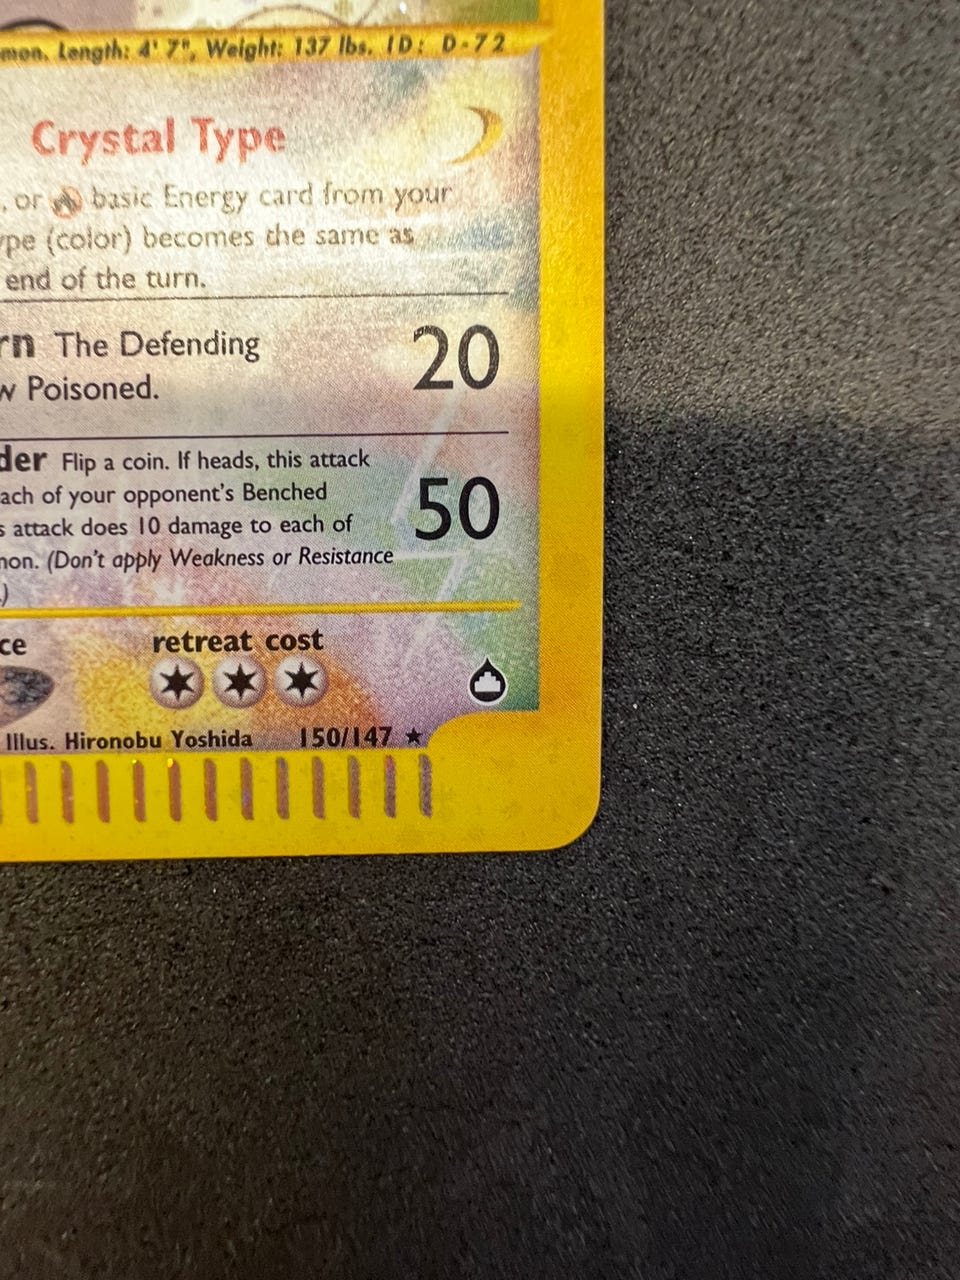 mon. Length: 4' 7", Weight: 137 lbs. ID: D-72
Crystal Type
, or basic Energy card from your
ype (color) becomes the same as
end of the turn.
rn The Defending 20
w Poisoned.
der Flip a coin. If heads, this attack
ach of your opponent's Benched
s attack does 10 damage to each of 50
mon. (Don't apply Weakness or Resistance
.)
ce retreat cost
Illus. Hironobu Yoshida 150/147 ★